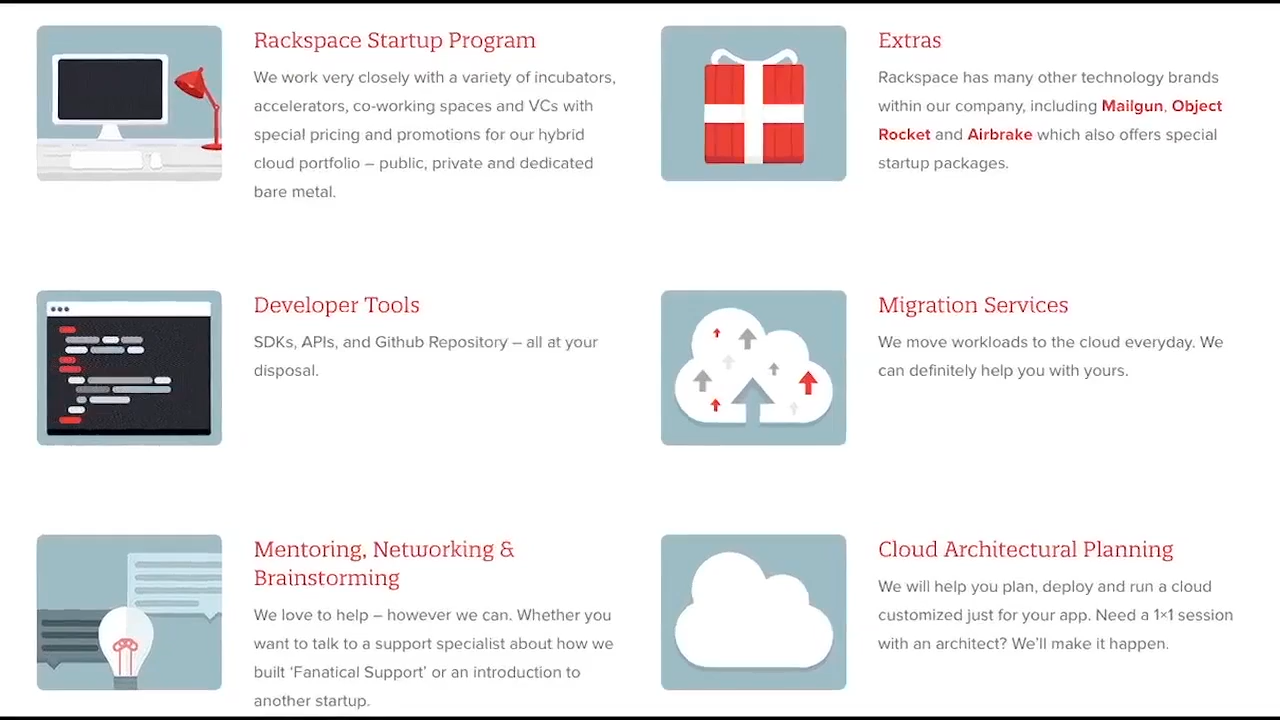 Rackspace Startup Program
We work very closely with a variety of incubators,
accelerators, co-working spaces and VCs with
special pricing and promotions for our hybrid
cloud portfolio – public, private and dedicated
bare metal.
Extras
Rackspace has many other technology brands
within our company, including Mailgun, Object
Rocket and Airbrake which also offers special
startup packages.
Developer Tools
SDKs, APIs, and Github Repository – all at your
disposal.
Migration Services
We move workloads to the cloud everyday. We
can definitely help you with yours.
Mentoring, Networking &
Brainstorming
We love to help – however we can. Whether you
want to talk to a support specialist about how we
built ‘Fanatical Support’ or an introduction to
another startup.
Cloud Architectural Planning
We will help you plan, deploy and run a cloud
customized just for your app. Need a 1×1 session
with an architect? We’ll make it happen.